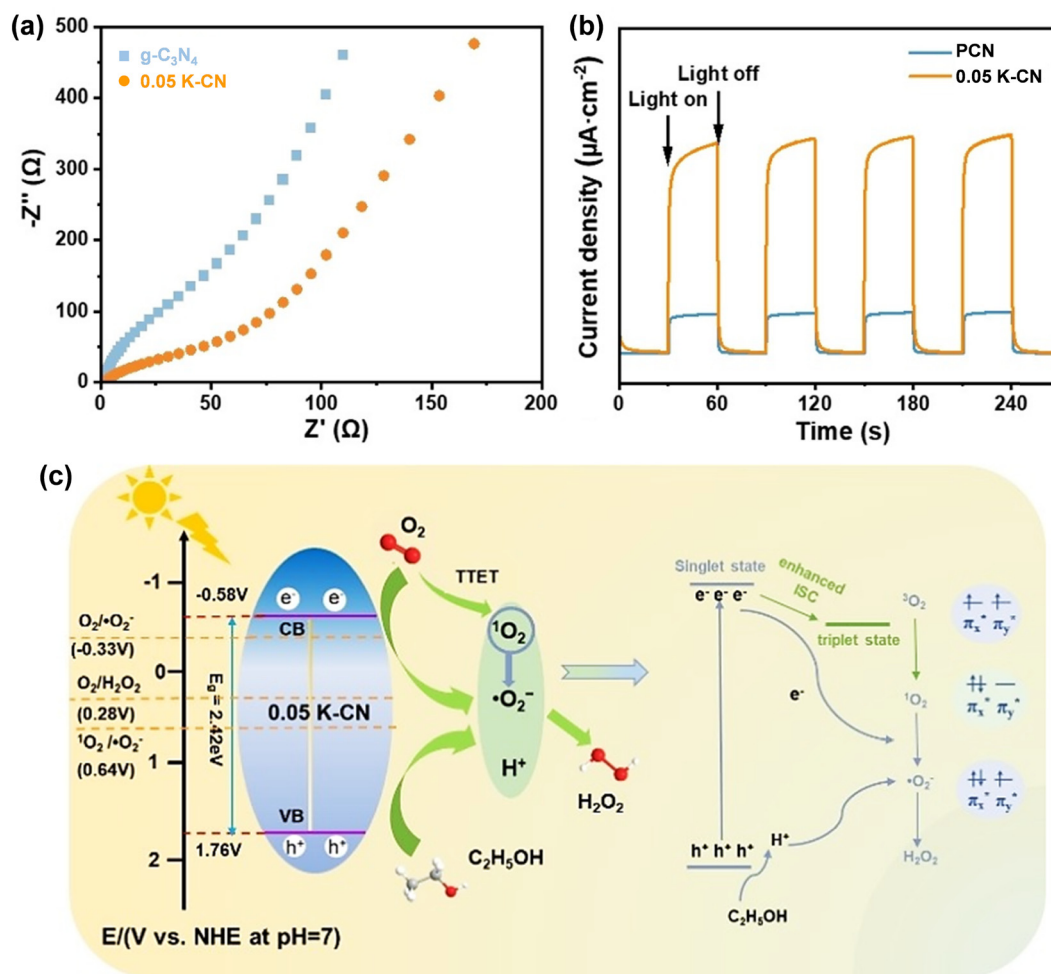 (a)
500
400
300
200
100
0
-Z'' (Ω)
g-C₃N₄
0.05 K-CN
0
50
100
150
200
Z' (Ω)
(b)
Current density (μA·cm⁻²)
PCN
0.05 K-CN
Light off
Light on
0
60
120
180
240
Time (s)
(c)
-1
0
1
2
O₂/•O₂⁻
(-0.33V)
O₂/H₂O₂
(0.28V)
¹O₂ /•O₂⁻
(0.64V)
-0.58V
e⁻ e⁻
CB
E₉ = 2.42eV
0.05 K-CN
VB
1.76V
h⁺ h⁺
E/(V vs. NHE at pH=7)
O₂
TTET
¹O₂
•O₂⁻
H⁺
H₂O₂
C₂H₅OH
Singlet state
e⁻ e⁻ e⁻
enhanced
ISC
triplet state
e⁻
h⁺ h⁺ h⁺
H⁺
C₂H₅OH
³O₂
¹O₂
•O₂⁻
H₂O₂
πₓ* πᵧ*
πₓ* πᵧ*
πₓ* πᵧ*